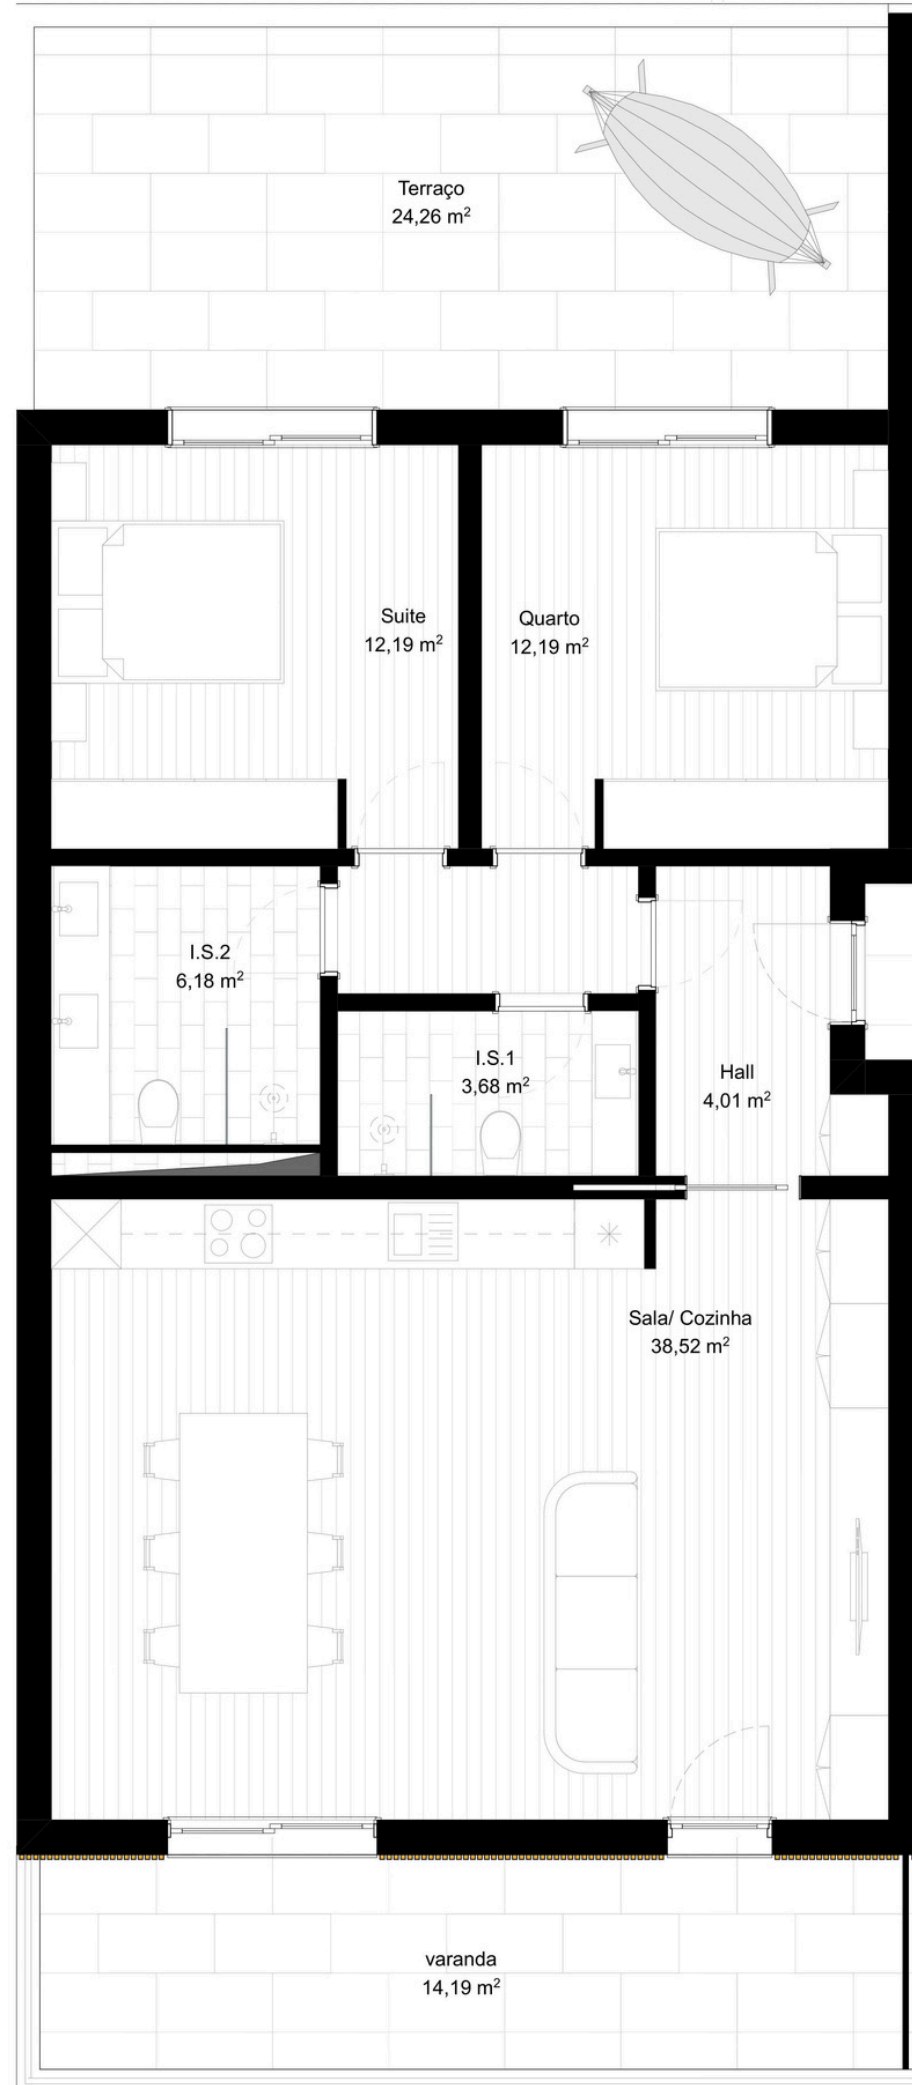 Terraço
24,26 m²
Suite
12,19 m²
Quarto
12,19 m²
I.S.2
6,18 m²
I.S.1
3,68 m²
Hall
4,01 m²
Sala/ Cozinha
38,52 m²
varanda
14,19 m²